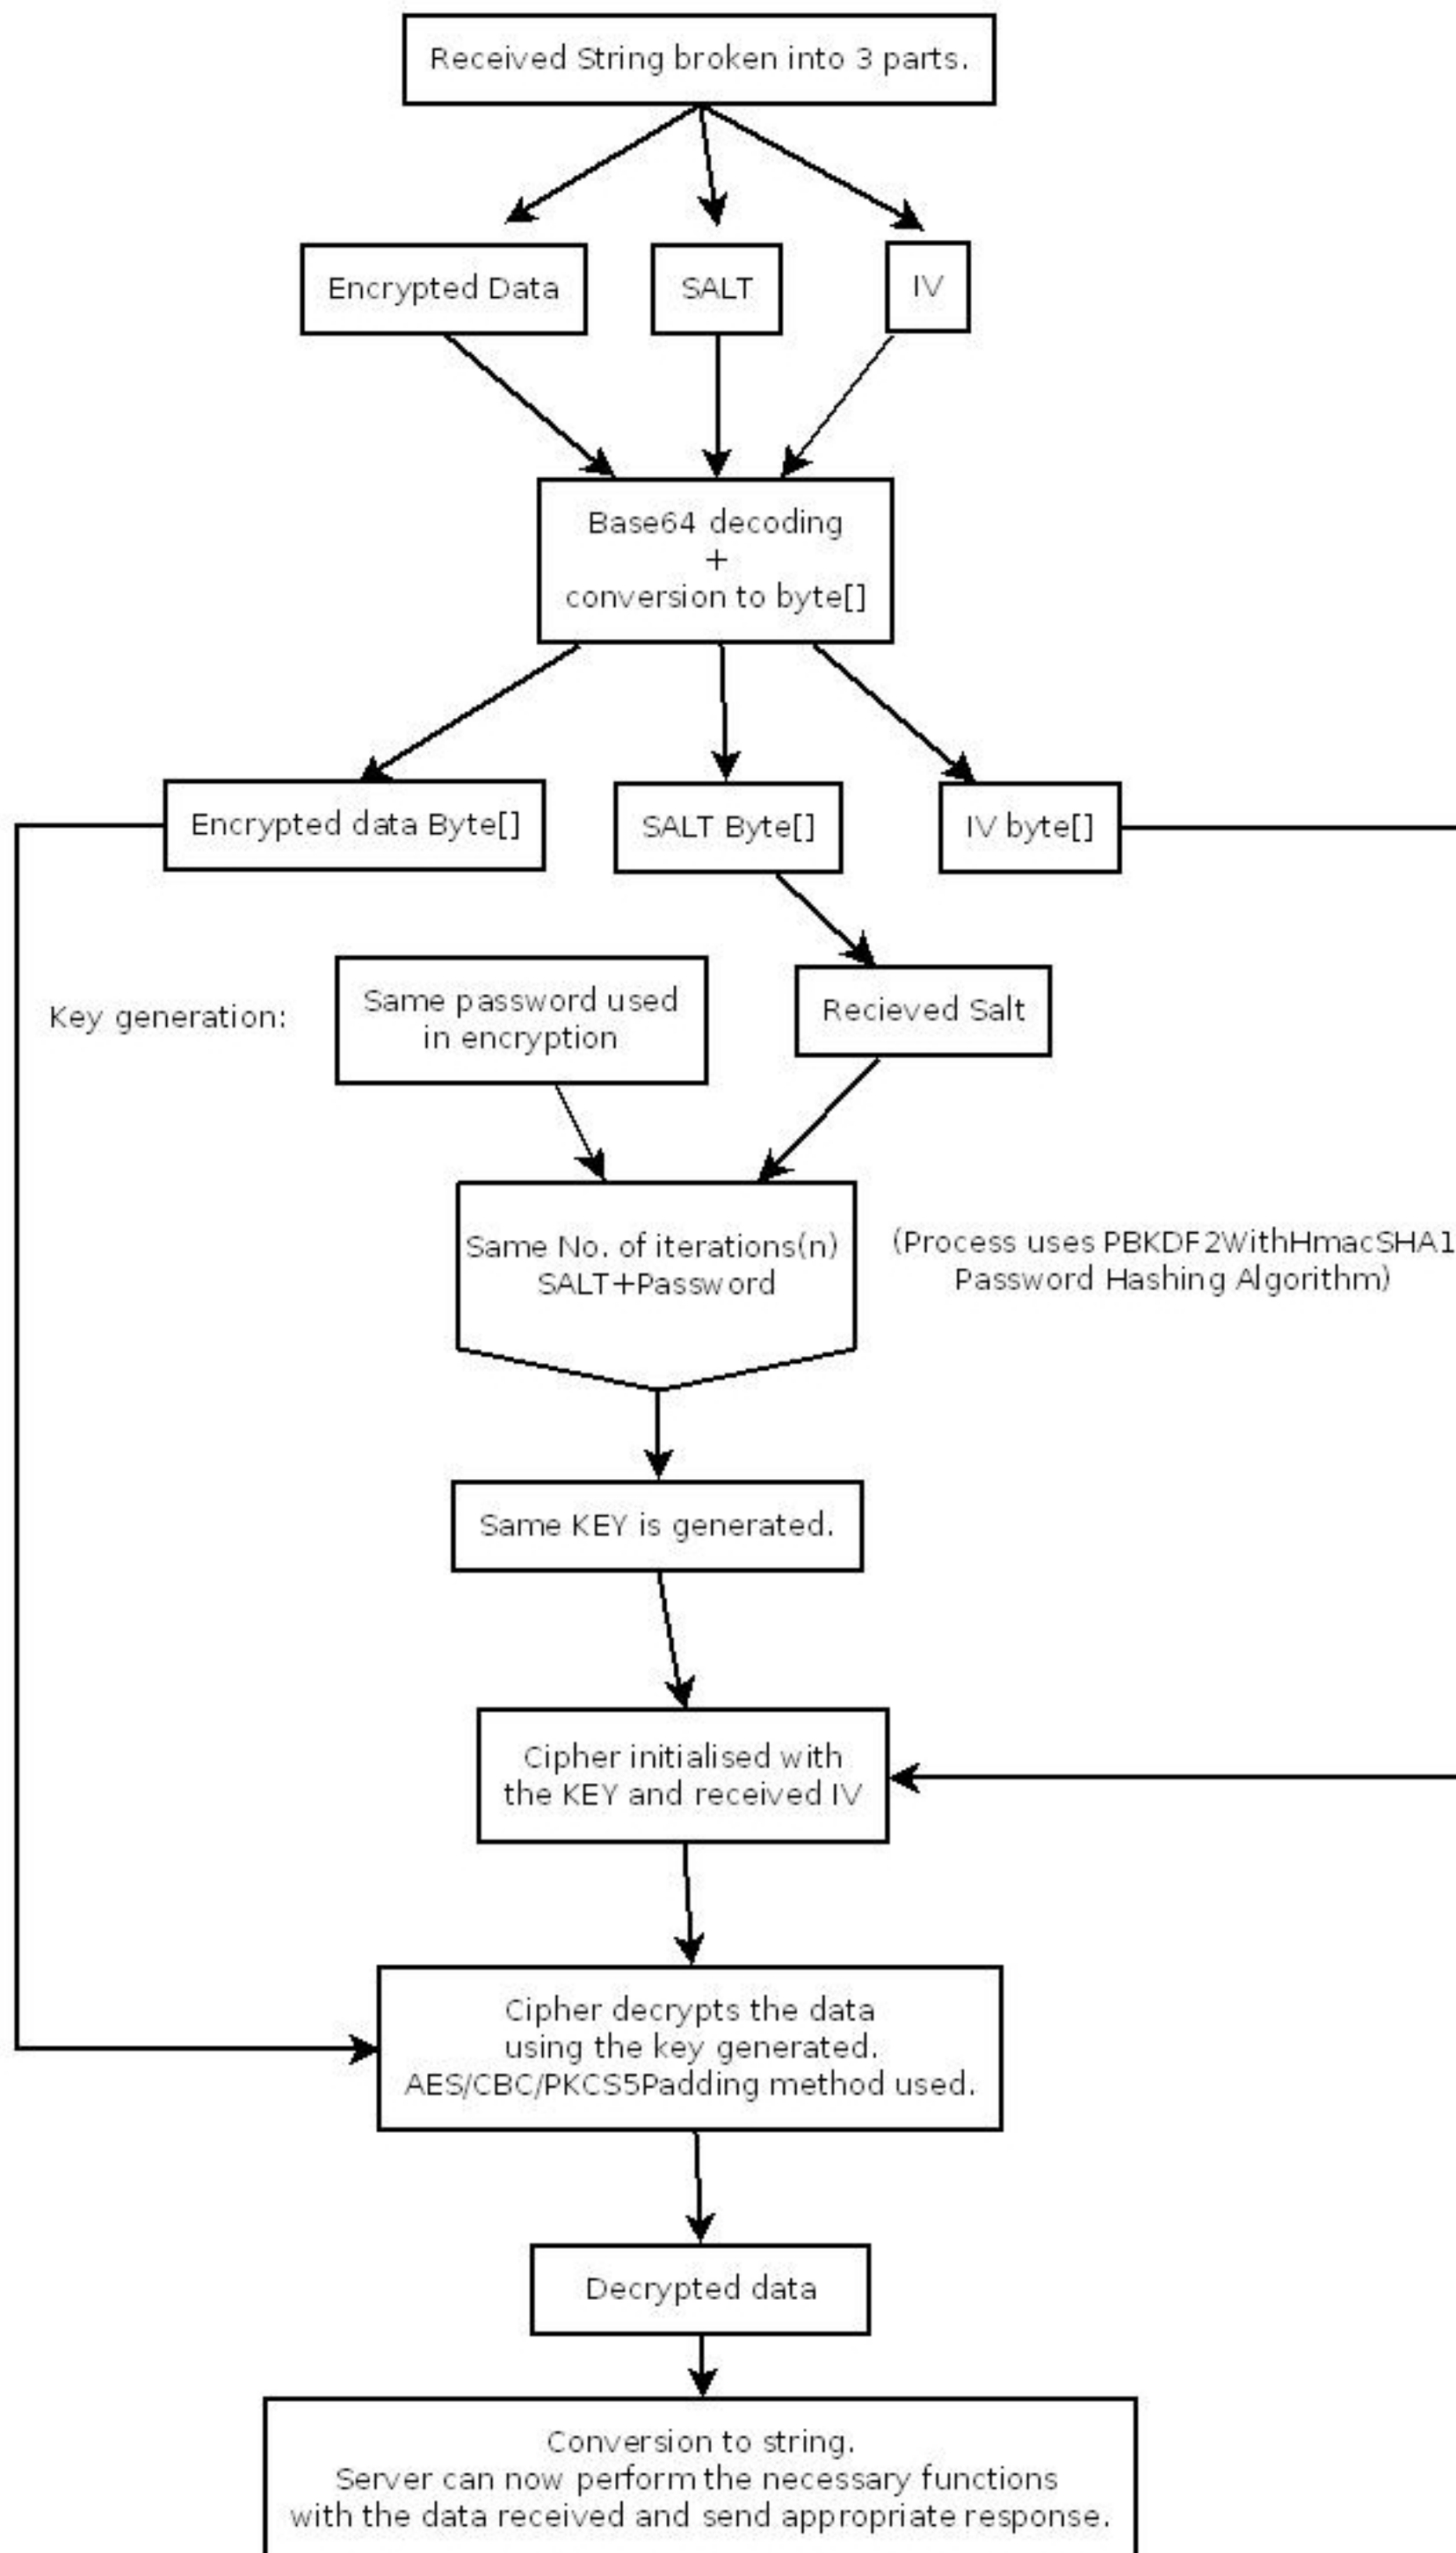 Received String broken into 3 parts.
Encrypted Data
SALT
IV
Base64 decoding
+
conversion to byte[]
Encrypted data Byte[]
SALT Byte[]
IV byte[]
Key generation:
Same password used
in encryption
Recieved Salt
Same No. of iterations(n)
SALT+Password
(Process uses PBKDF2WithHmacSHA1
Password Hashing Algorithm)
Same KEY is generated.
Cipher initialised with
the KEY and received IV
Cipher decrypts the data
using the key generated.
AES/CBC/PKCS5Padding method used.
Decrypted data
Conversion to string.
Server can now perform the necessary functions
with the data received and send appropriate response.